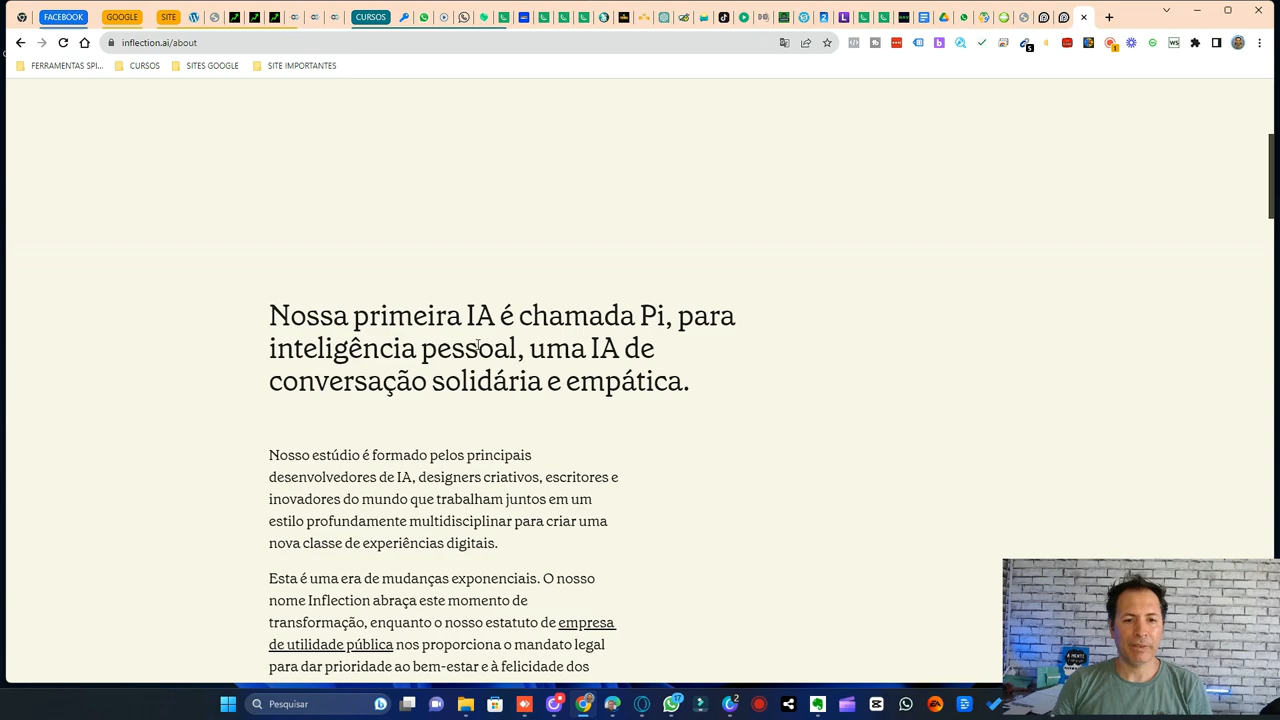 FACEBOOK
GOOGLE
SITE
CURSOS
inflection.ai/about
FERRAMENTAS SPI...
CURSOS
SITES GOOGLE
SITE IMPORTANTES
Nossa primeira IA é chamada Pi, para
inteligência pessoal, uma IA de
conversação solidária e empática.
Nosso estúdio é formado pelos principais
desenvolvedores de IA, designers criativos, escritores e
inovadores do mundo que trabalham juntos em um
estilo profundamente multidisciplinar para criar uma
nova classe de experiências digitais.
Esta é uma era de mudanças exponenciais. O nosso
nome Inflection abraça este momento de
transformação, enquanto o nosso estatuto de empresa
de utilidade pública nos proporciona o mandato legal
para dar prioridade ao bem-estar e à felicidade dos
A MENTE
Pesquisar